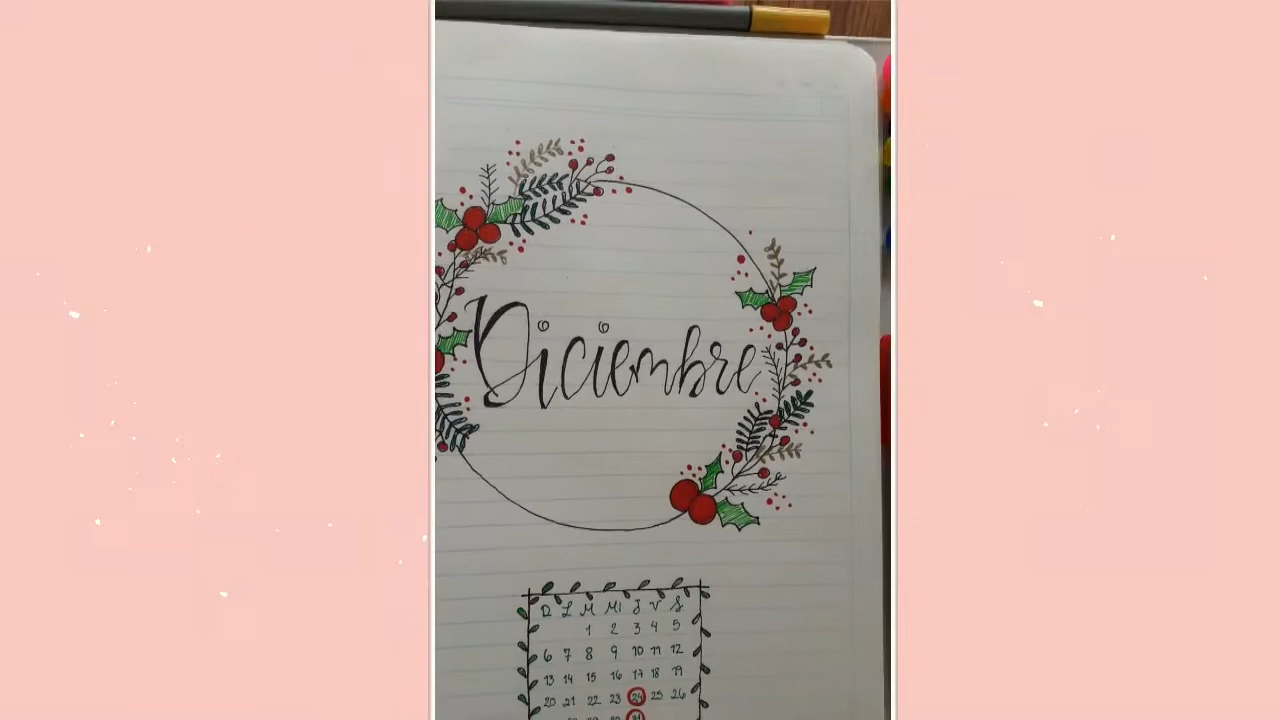 Diciembre
D L M Mi J V S
1 2 3 4 5
6 7 8 9 10 11 12
13 14 15 16 17 18 19
20 21 22 23 24 25 26